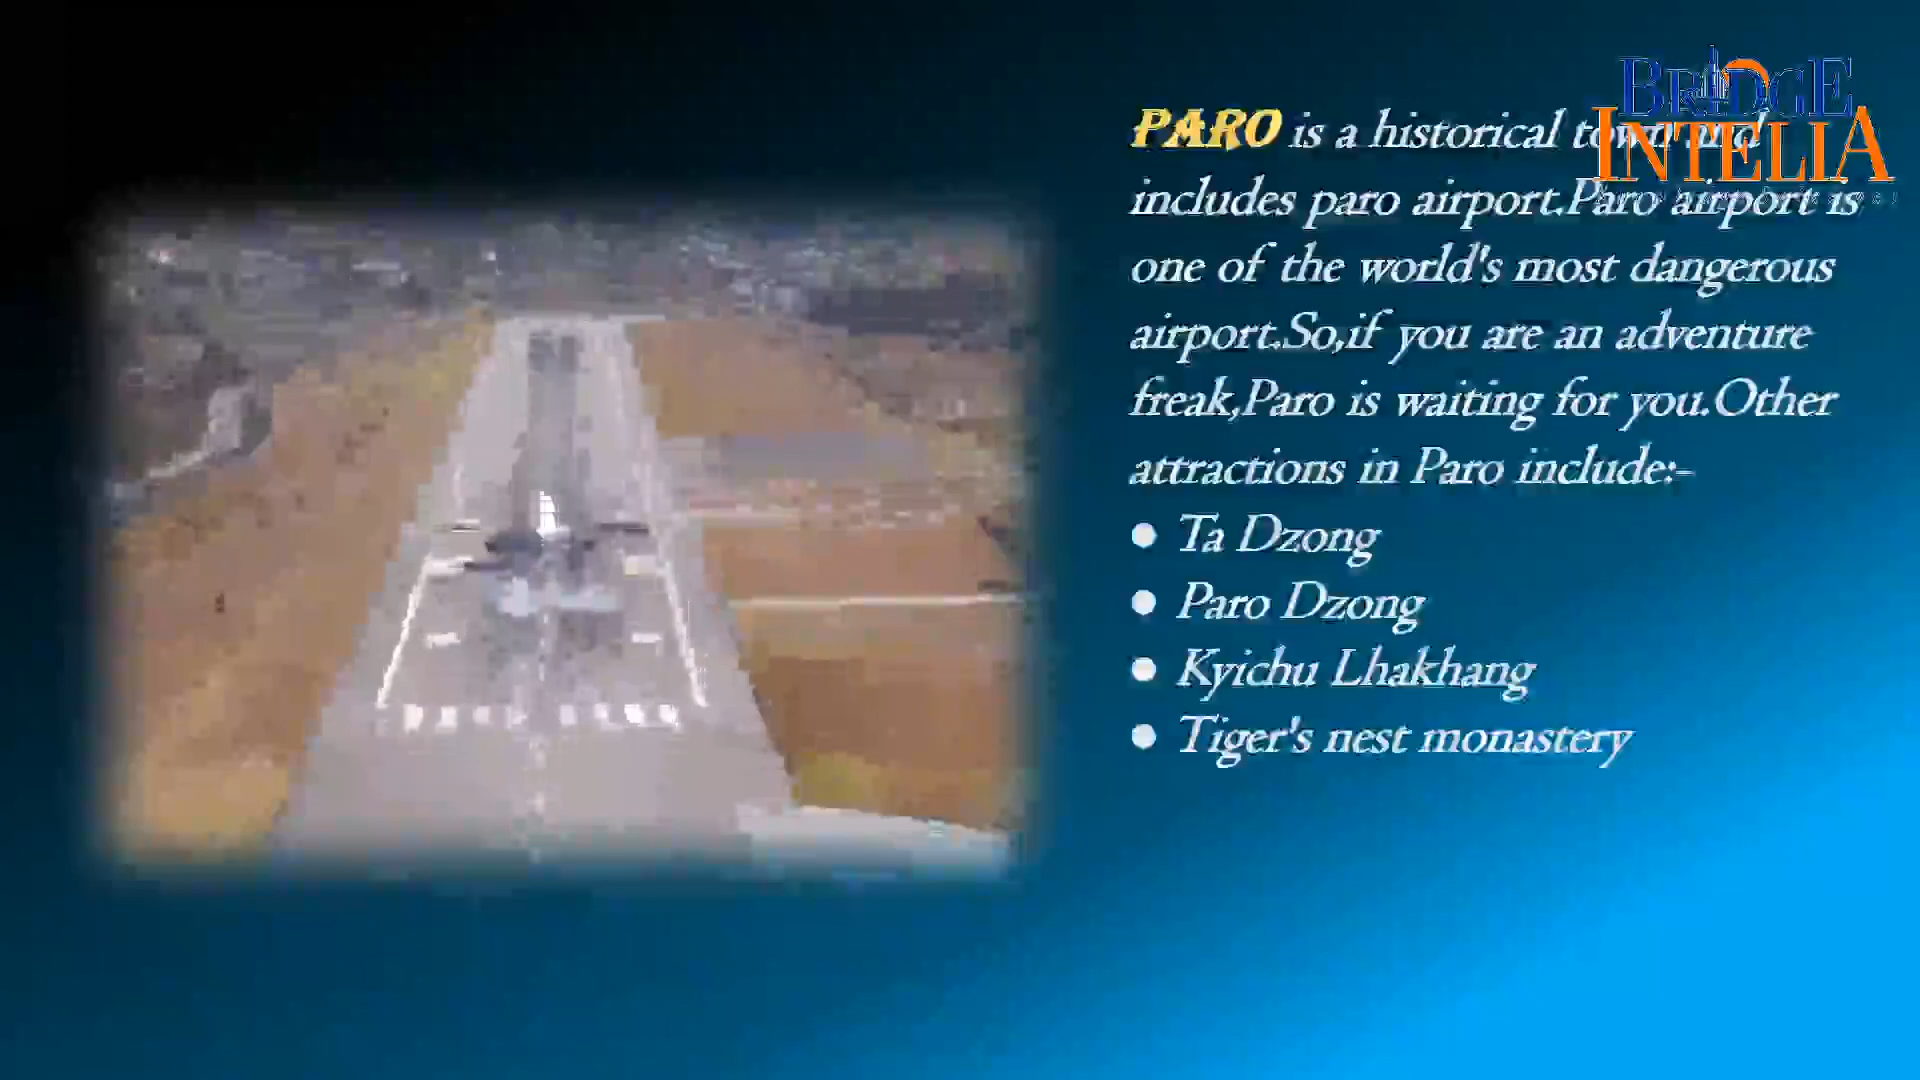 BRIDGE
INTELIA
PARO is a historical town and
includes paro airport.Paro airport is
one of the world's most dangerous
airport.So,if you are an adventure
freak,Paro is waiting for you.Other
attractions in Paro include:-
● Ta Dzong
● Paro Dzong
● Kyichu Lhakhang
● Tiger's nest monastery